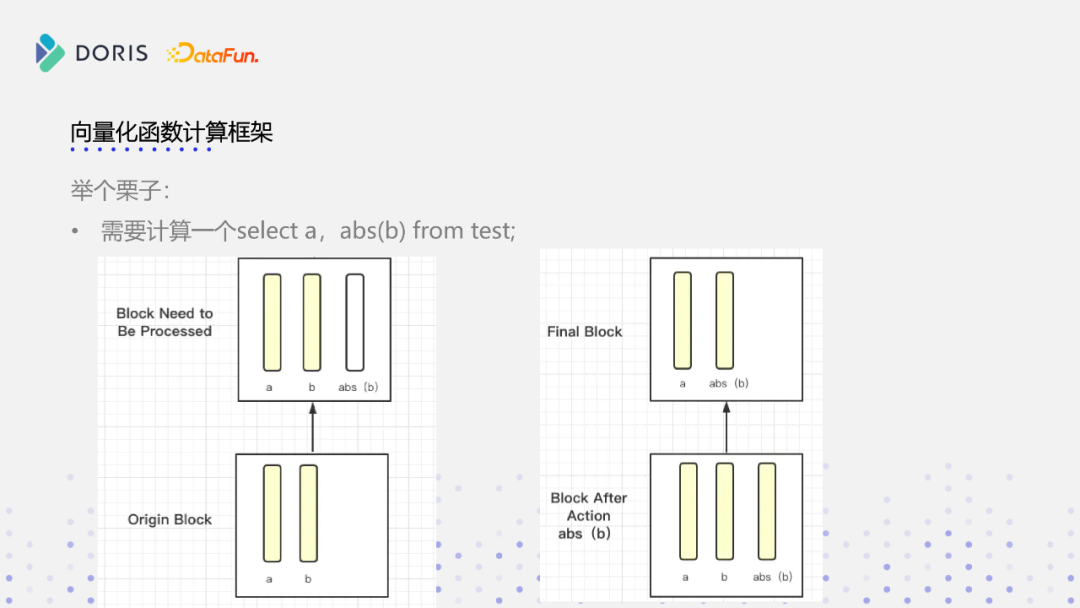 DORIS
DataFun.
向量化函数计算框架
举个栗子：
• 需要计算一个select a，abs(b) from test;
Block Need to
Be Processed
a b abs（b）
Origin Block
a b
Final Block
a abs（b）
Block After
Action
abs（b）
a b abs（b）